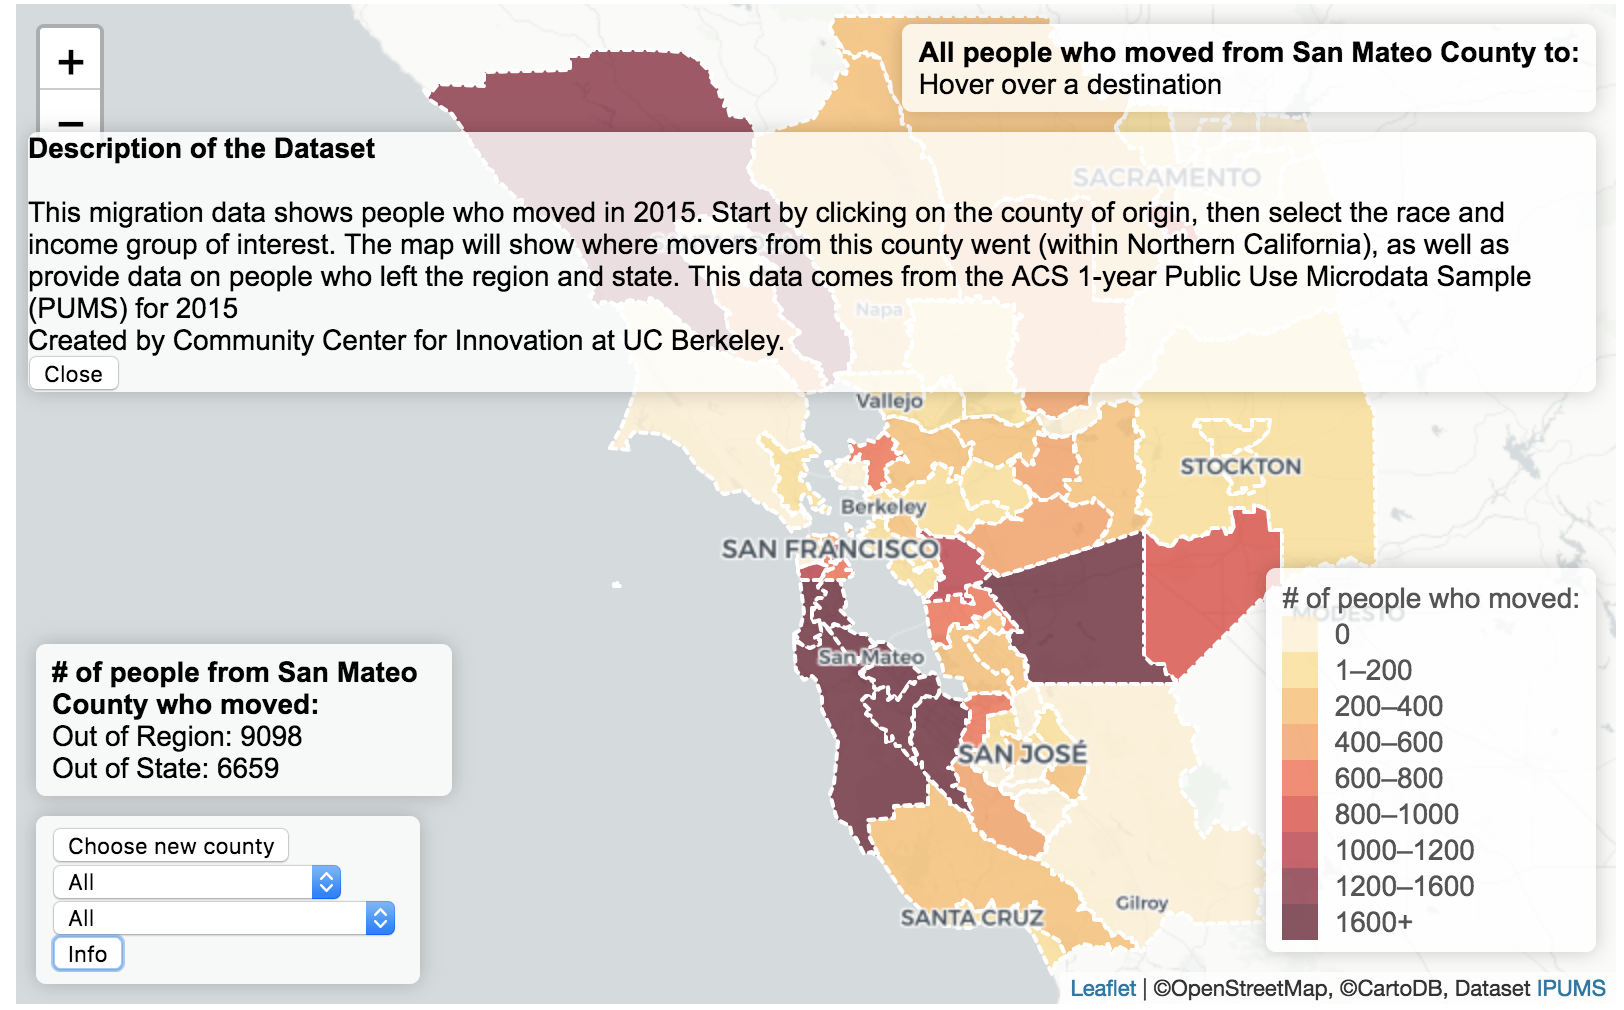 +
−
All people who moved from San Mateo County to:
Hover over a destination
Description of the Dataset
SACRAMENTO
This migration data shows people who moved in 2015. Start by clicking on the county of origin, then select the race and
income group of interest. The map will show where movers from this county went (within Northern California), as well as
provide data on people who left the region and state. This data comes from the ACS 1-year Public Use Microdata Sample
(PUMS) for 2015
Napa
Created by Community Center for Innovation at UC Berkeley.
Close
Vallejo
STOCKTON
Berkeley
SAN FRANCISCO
San Mateo
SAN JOSÉ
SANTA CRUZ
Gilroy
# of people who moved:
MODESTO
0
1–200
200–400
400–600
600–800
800–1000
1000–1200
1200–1600
1600+
# of people from San Mateo
County who moved:
Out of Region: 9098
Out of State: 6659
Choose new county
All
All
Info
Leaflet | ©OpenStreetMap, ©CartoDB, Dataset IPUMS